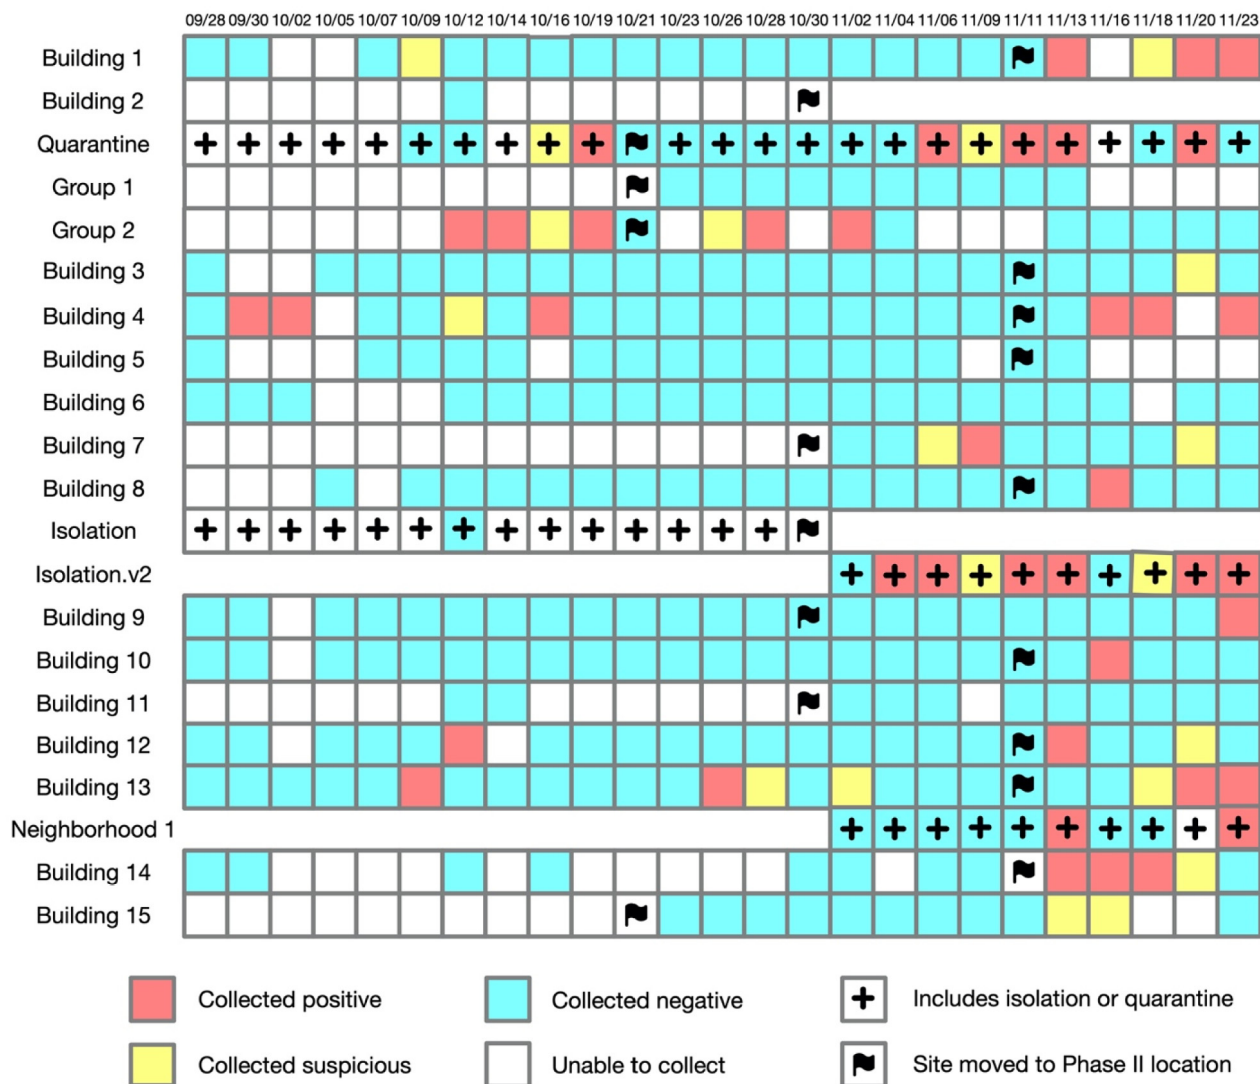 09/28 09/30 10/02 10/05 10/07 10/09 10/12 10/14 10/16 10/19 10/21 10/23 10/26 10/28 10/30 11/02 11/04 11/06 11/09 11/11 11/13 11/16 11/18 11/20 11/23
Building 1
Building 2
Quarantine
Group 1
Group 2
Building 3
Building 4
Building 5
Building 6
Building 7
Building 8
Isolation
Isolation.v2
Building 9
Building 10
Building 11
Building 12
Building 13
Neighborhood 1
Building 14
Building 15
Collected positive Collected negative Includes isolation or quarantine
Collected suspicious Unable to collect Site moved to Phase II location